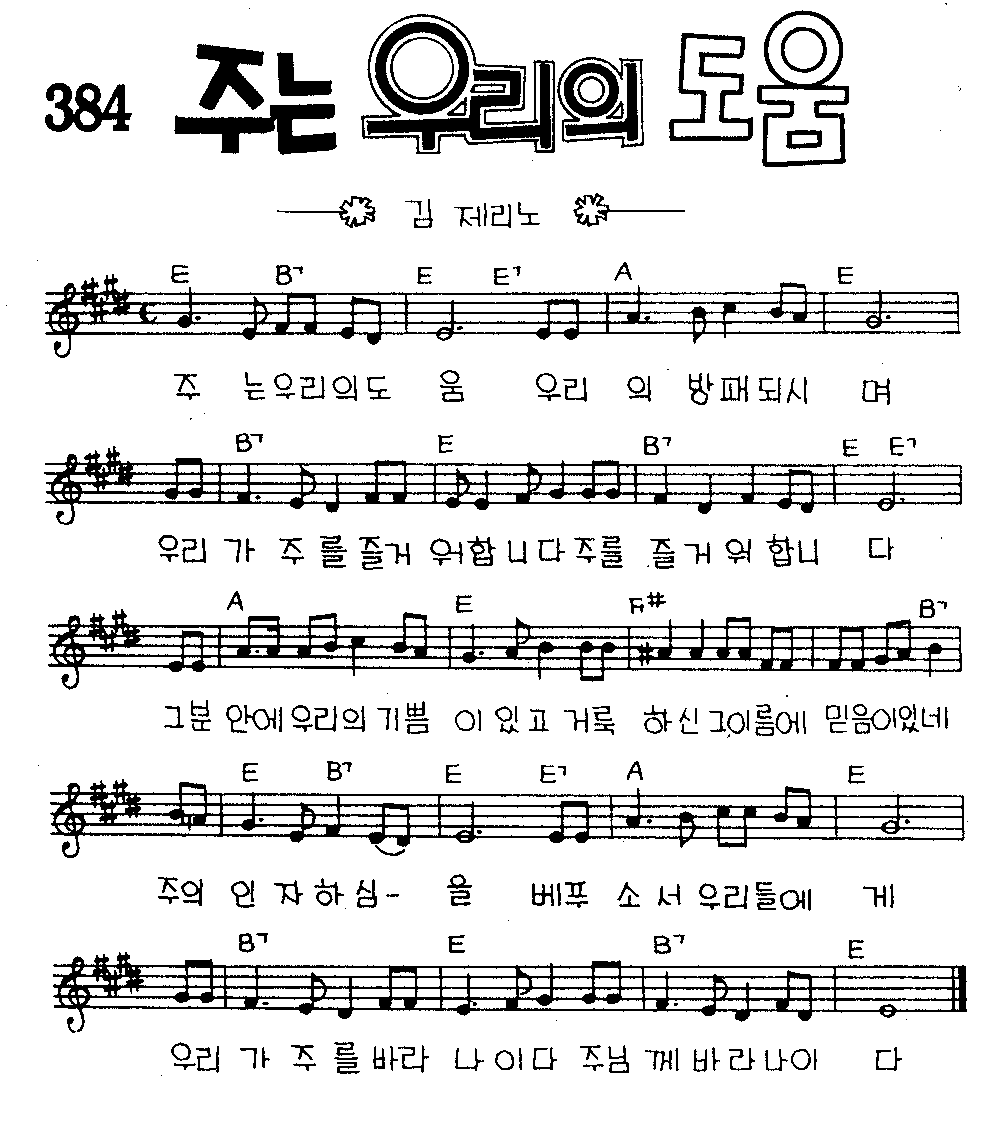 384 주는 우리의 도움
김 제리노
E B7 E E7 A E
주 는우리의도 움 우리 의 방패되시 며
B7 E B7 E E7
우리 가 주 를 즐거 워합니다주를 즐거워 합니 다
A E F# B7
그분 안에우리의 기쁨 이 있고 거룩 하신그이름에 믿음이있네
E B7 E E7 A E
주의 인 자하심- 을 베푸 소 서 우리들에 게
B7 E B7 E
우리 가 주 를 바라 나 이다 주님 께 바라나이 다